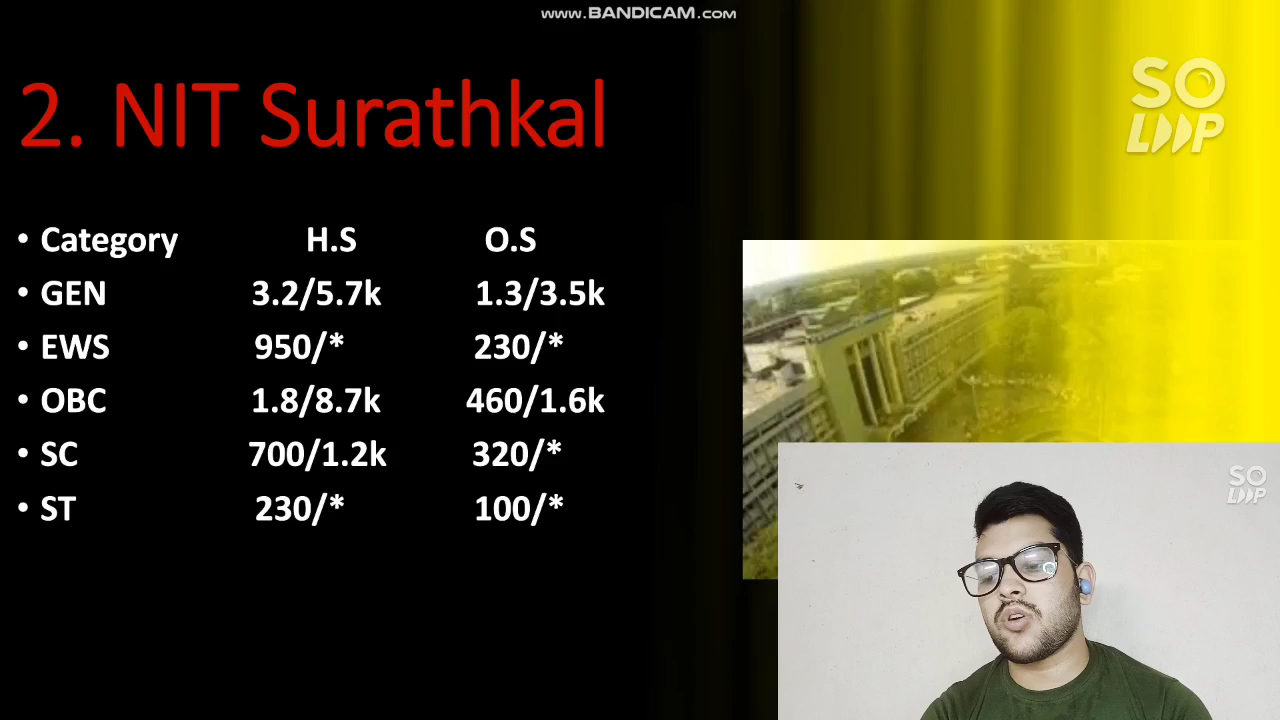 www.BANDICAM.com
2. NIT Surathkal
SO
LOOP
• Category H.S O.S
• GEN 3.2/5.7k 1.3/3.5k
• EWS 950/* 230/*
• OBC 1.8/8.7k 460/1.6k
• SC 700/1.2k 320/*
• ST 230/* 100/*
SO
LOOP